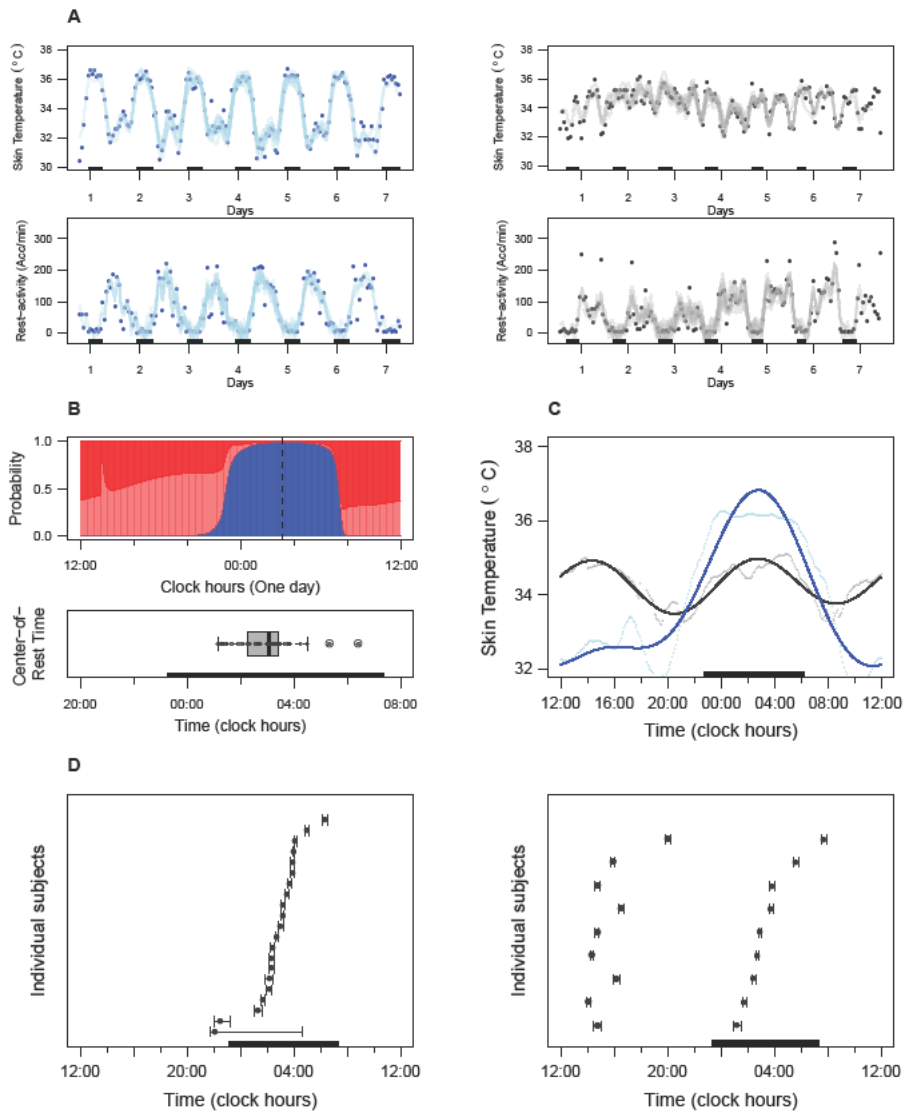 A
Skin Temperature ( ° C)
38
36
34
32
30
1 2 3 4 5 6 7
Days
Skin Temperature ( ° C)
38
36
34
32
30
1 2 3 4 5 6 7
Days
Rest−activity (Acc/min)
300
200
100
0
1 2 3 4 5 6 7
Days
Rest−activity (Acc/min)
300
200
100
0
1 2 3 4 5 6 7
Days
B
Probability
1.0
0.5
0.0
12:00 00:00 12:00
Clock hours (One day)
Center−of−
Rest Time
20:00 00:00 04:00 08:00
Time (clock hours)
C
Skin Temperature ( ° C)
38
36
34
32
12:00 16:00 20:00 00:00 04:00 08:00 12:00
Time (clock hours)
D
Individual subjects
12:00 20:00 04:00 12:00
Time (clock hours)
Individual subjects
12:00 20:00 04:00 12:00
Time (clock hours)